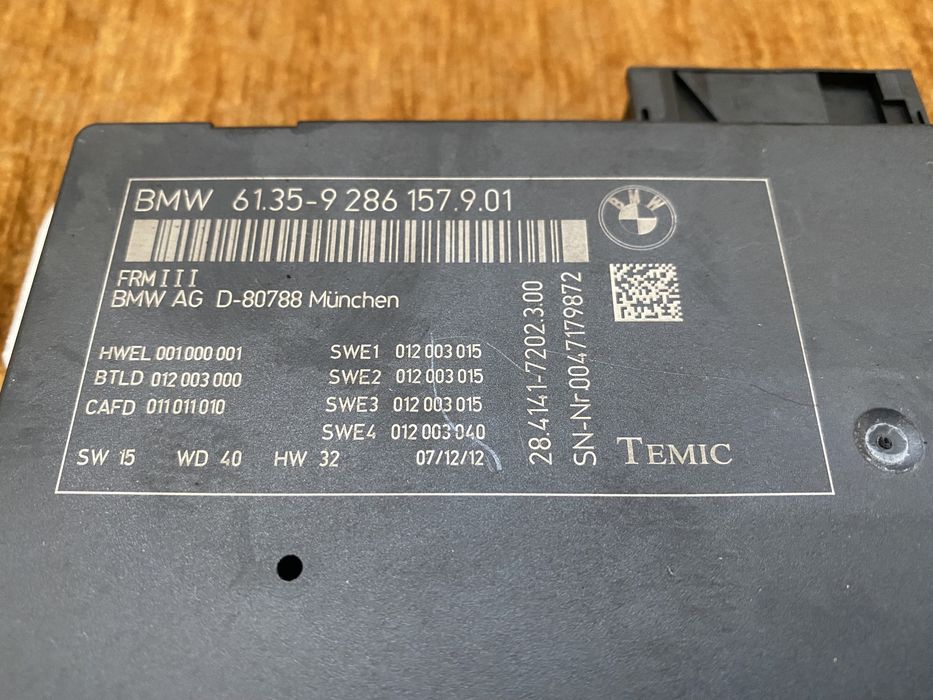 BMW 61.35-9 286 157.9.01
BMW
FRMIII
BMW AG D-80788 München
HWEL 001 000 001
BTLD 012 003 000
CAFD 011 011 010
SWE1 012 003 015
SWE2 012 003 015
SWE3 012 003 015
SWE4 012 003 040
SW 15 WD 40 HW 32 07/12/12
28.4141-7202.3.00
SN-Nr.0047179872
TEMIC